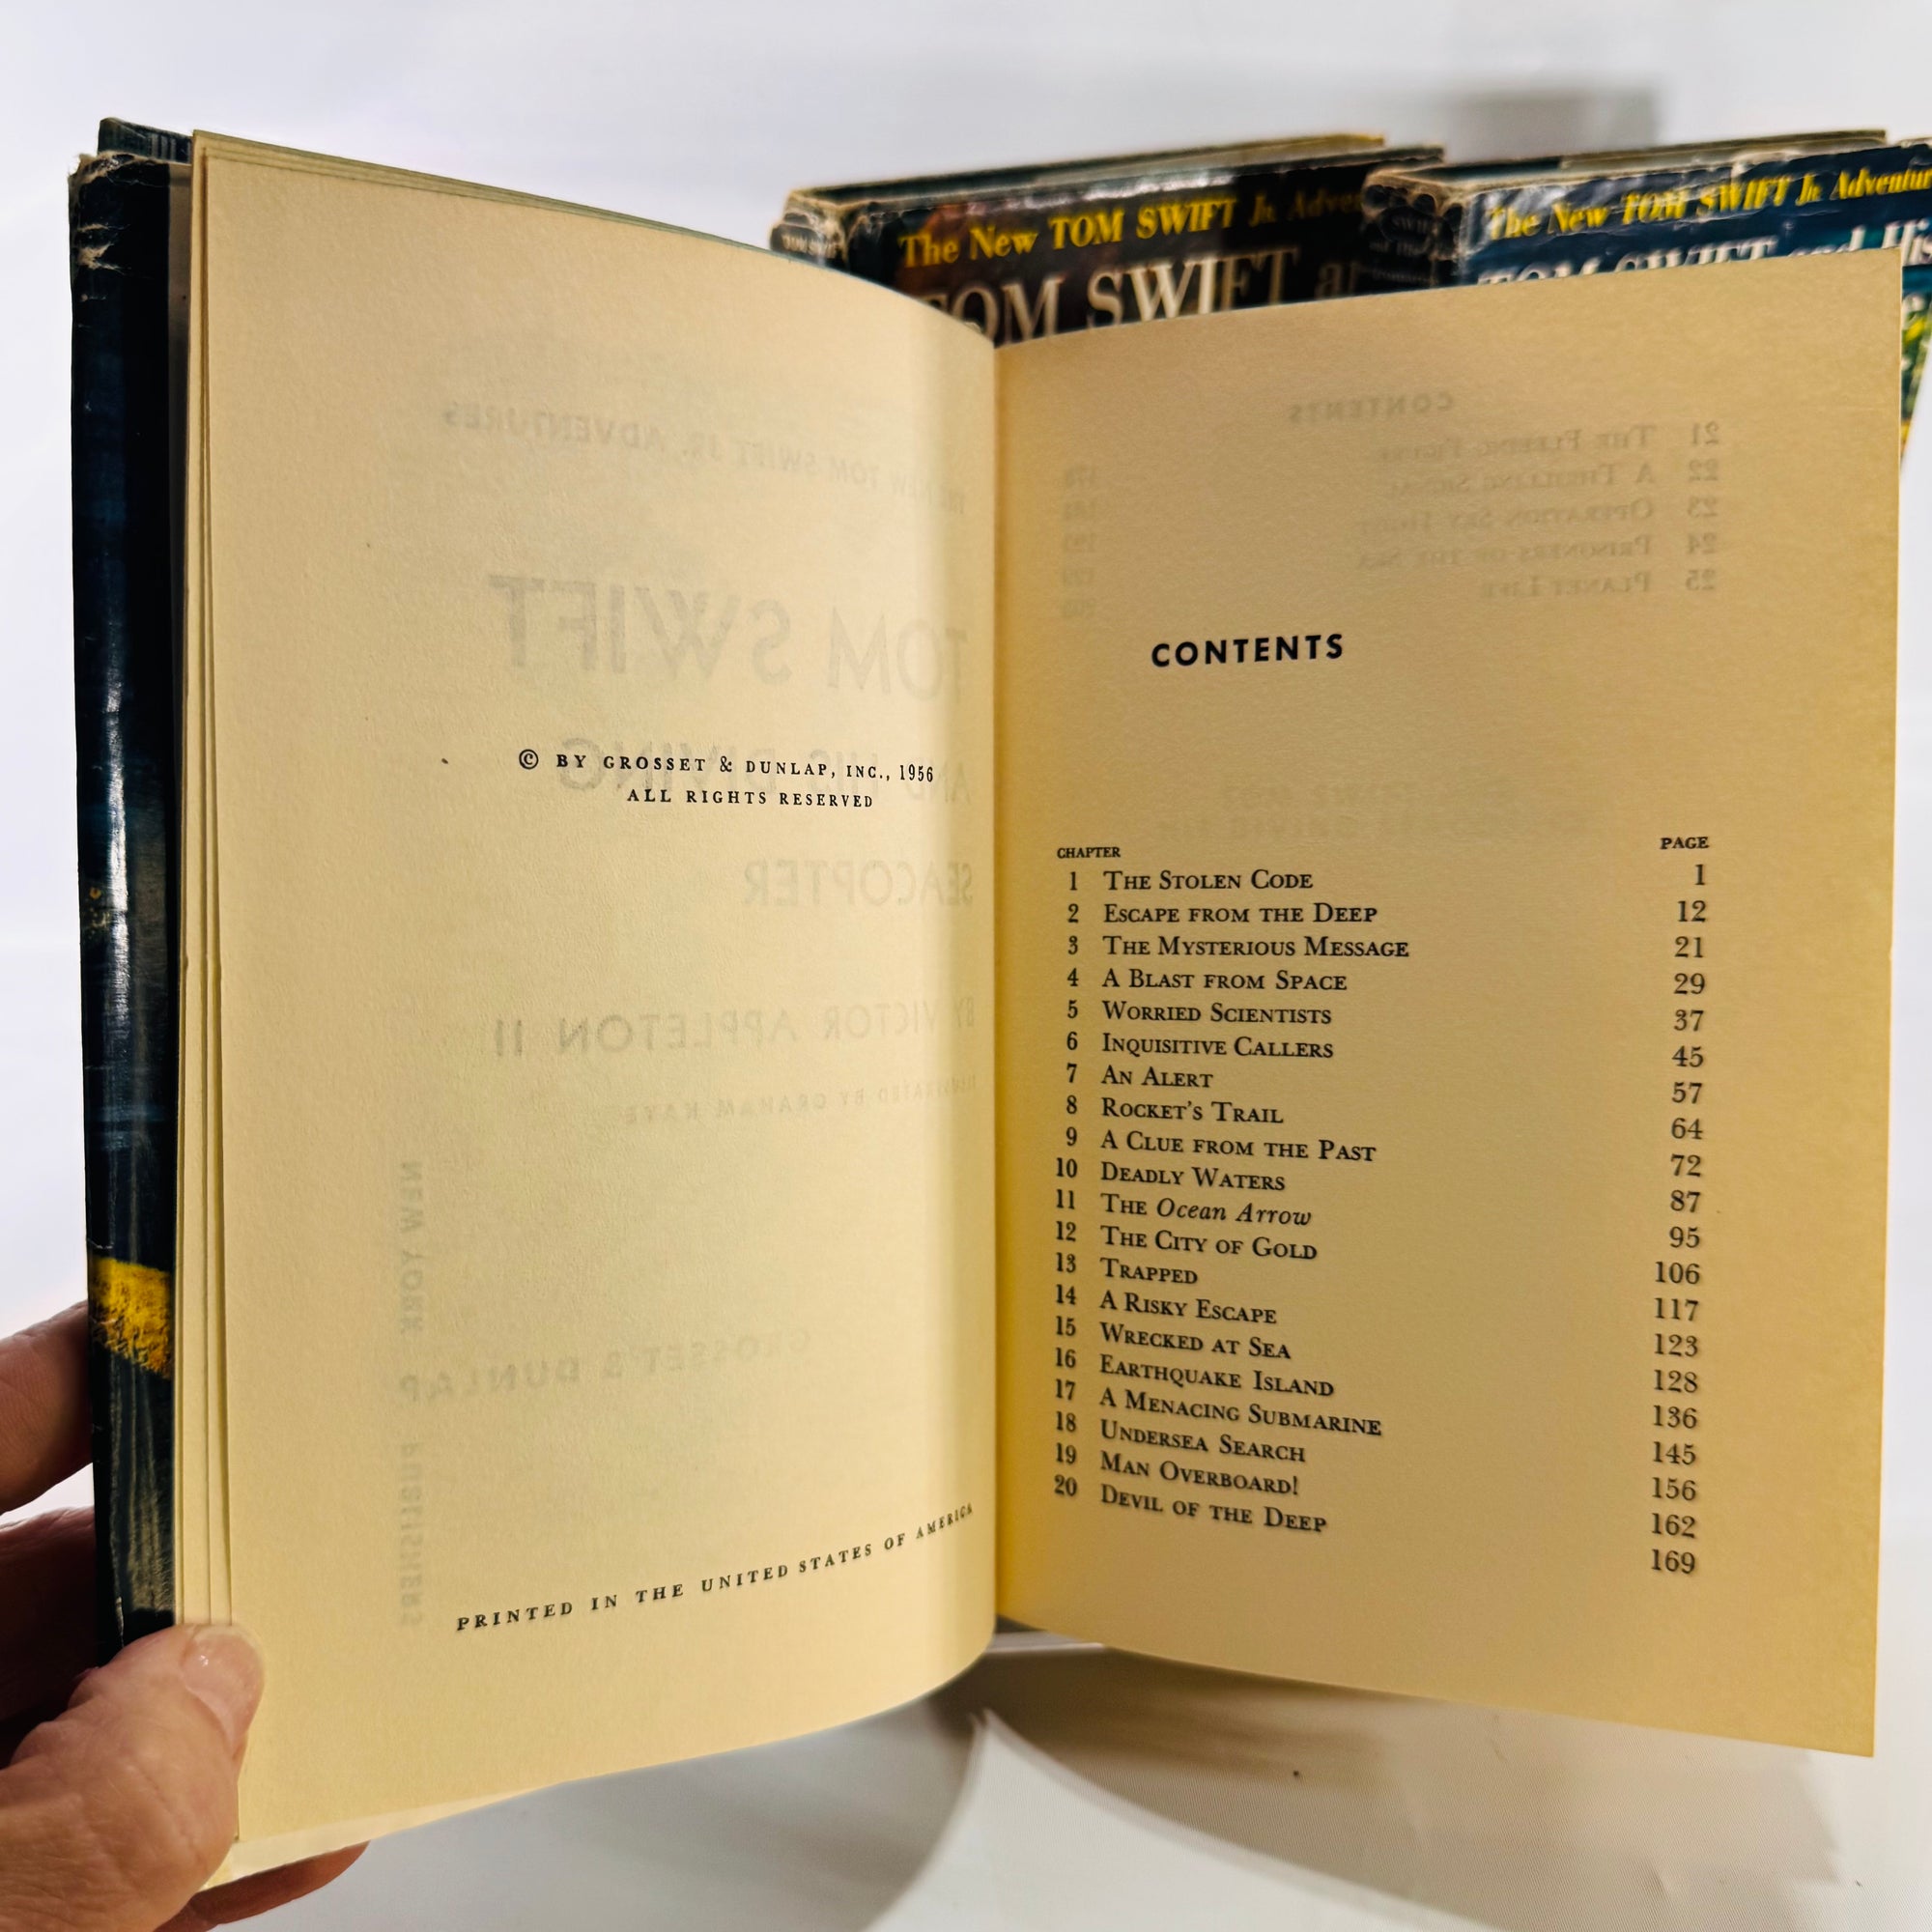 The New TOM SWIFT Jr. Adven
TOM SWIFT a
The New TOM SWIFT Jr. Adventur
TOM SWIFT and His
© BY GROSSET & DUNLAP, INC., 1956
ALL RIGHTS RESERVED
PRINTED IN THE UNITED STATES OF AMERICA
CONTENTS
CHAPTER PAGE
1 THE STOLEN CODE 1
2 ESCAPE FROM THE DEEP 12
3 THE MYSTERIOUS MESSAGE 21
4 A BLAST FROM SPACE 29
5 WORRIED SCIENTISTS 37
6 INQUISITIVE CALLERS 45
7 AN ALERT 57
8 ROCKET'S TRAIL 64
9 A CLUE FROM THE PAST 72
10 DEADLY WATERS 87
11 THE Ocean Arrow 95
12 THE CITY OF GOLD 106
13 TRAPPED 117
14 A RISKY ESCAPE 123
15 WRECKED AT SEA 128
16 EARTHQUAKE ISLAND 136
17 A MENACING SUBMARINE 145
18 UNDERSEA SEARCH 156
19 MAN OVERBOARD! 162
20 DEVIL OF THE DEEP 169